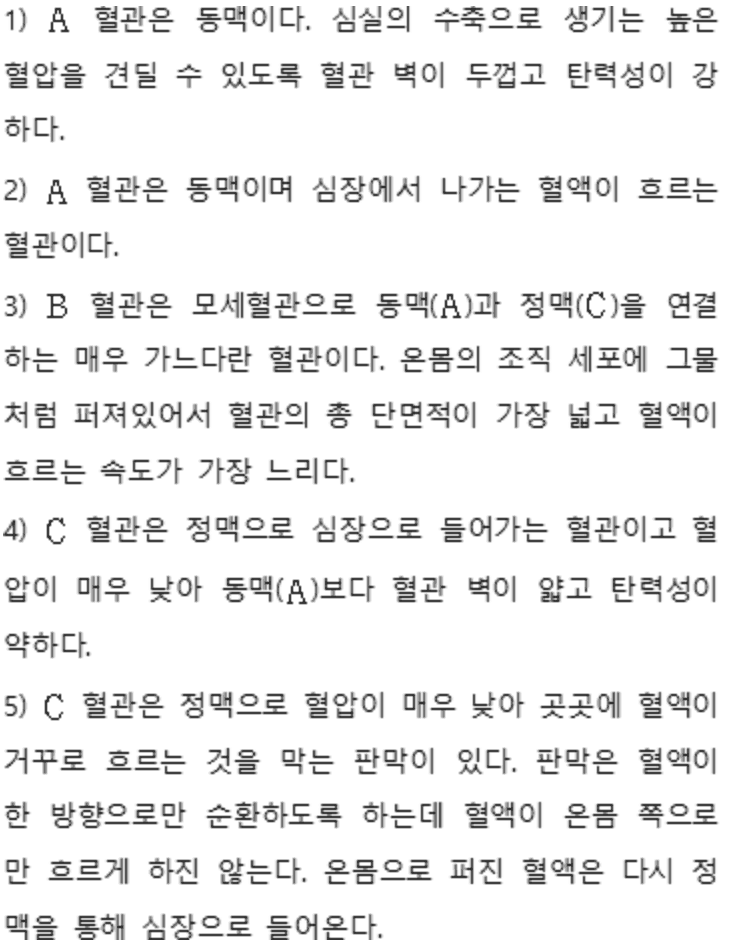 1) A 혈관은 동맥이다. 심실의 수축으로 생기는 높은
혈압을 견딜 수 있도록 혈관 벽이 두껍고 탄력성이 강
하다.
2) A 혈관은 동맥이며 심장에서 나가는 혈액이 흐르는
혈관이다.
3) B 혈관은 모세혈관으로 동맥(A)과 정맥(C)을 연결
하는 매우 가느다란 혈관이다. 온몸의 조직 세포에 그물
처럼 퍼져있어서 혈관의 총 단면적이 가장 넓고 혈액이
흐르는 속도가 가장 느리다.
4) C 혈관은 정맥으로 심장으로 들어가는 혈관이고 혈
압이 매우 낮아 동맥(A)보다 혈관 벽이 얇고 탄력성이
약하다.
5) C 혈관은 정맥으로 혈압이 매우 낮아 곳곳에 혈액이
거꾸로 흐르는 것을 막는 판막이 있다. 판막은 혈액이
한 방향으로만 순환하도록 하는데 혈액이 온몸 쪽으로
만 흐르게 하진 않는다. 온몸으로 퍼진 혈액은 다시 정
맥을 통해 심장으로 들어온다.